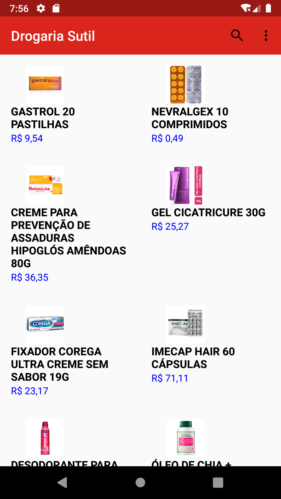 7:56
Drogaria Sutil
GASTROL 20
PASTILHAS
R$ 9,54
NEVRALGEX 10
COMPRIMIDOS
R$ 0,49
CREME PARA
PREVENÇÃO DE
ASSADURAS
HIPOGLÓS AMÊNDOAS
80G
R$ 36,35
GEL CICATRICURE 30G
R$ 25,27
COREGA
FIXADOR COREGA
ULTRA CREME SEM
SABOR 19G
R$ 23,17
IMECAP
IMECAP HAIR 60
CÁPSULAS
R$ 71,11
DESODORANTE PARA
ÓLEO DE CHIA +